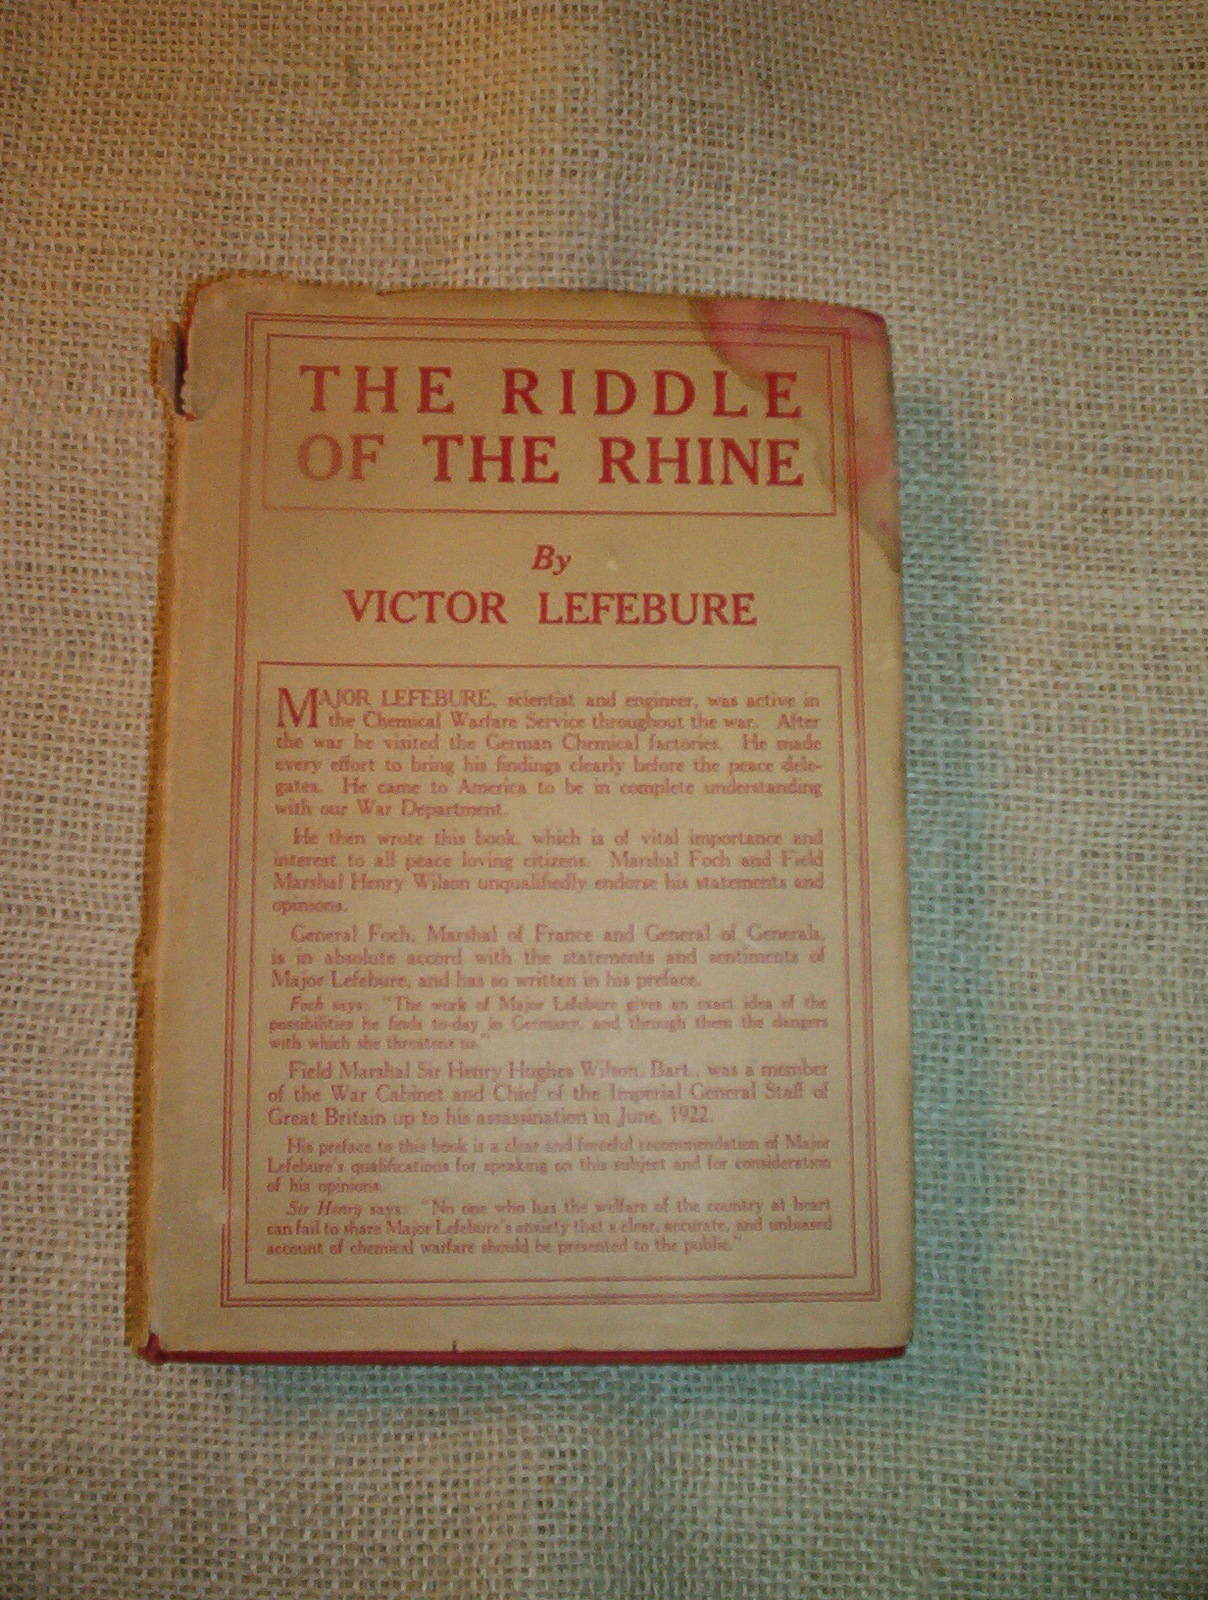 THE RIDDLE
OF THE RHINE
By
VICTOR LEFEBURE
MAJOR LEFEBURE, scientist and engineer, was active in
the Chemical Warfare Service throughout the war. After
the war he visited the German Chemical factories. He made
every effort to bring his findings clearly before the peace dele-
gates. He came to America to be in complete understanding
with our War Department.
He then wrote this book, which is of vital importance and
interest to all peace loving citizens. Marshal Foch and Field
Marshal Henry Wilson unqualifiedly endorse his statements and
opinions.
General Foch, Marshal of France and General of Generals,
is in absolute accord with the statements and sentiments of
Major Lefebure, and has so written in his preface.
Foch says: "The work of Major Lefebure gives an exact idea of the
possibilities he finds to-day in Germany, and through them the dangers
with which she threatens us."
Field Marshal Sir Henry Hughes Wilson, Bart., was a member
of the War Cabinet and Chief of the Imperial General Staff of
Great Britain up to his assassination in June, 1922.
His preface to this book is a clear and forceful recommendation of Major
Lefebure's qualifications for speaking on this subject and for consideration
of his opinions.
Sir Henry says: "No one who has the welfare of the country at heart
can fail to share Major Lefebure's anxiety that a clear, accurate, and unbiased
account of chemical warfare should be presented to the public."